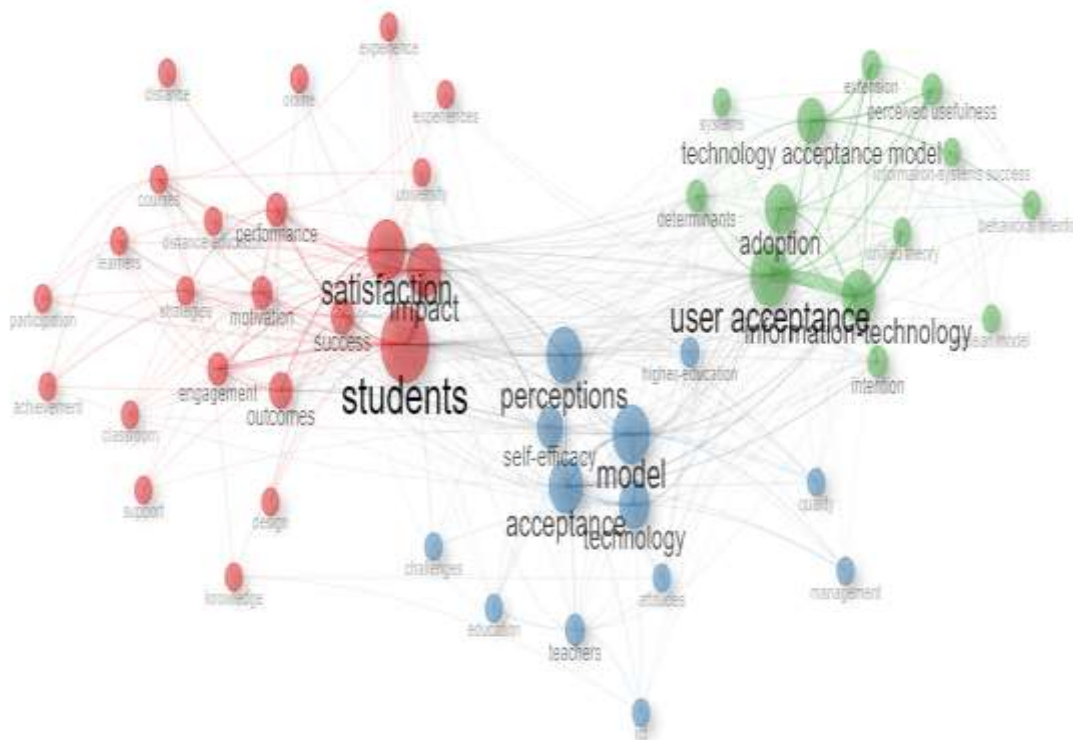 experience
extension
distance
online
perceived usefulness
experiences
systems
technology acceptance model
information-systems success
university
courses
determinants
behavioral intention
performance
distance education
adoption
learners
unified theory
satisfaction
impact
participation
strategies
motivation
user acceptance
information-technology
success
higher-education
intention
engagement
students
perceptions
achievement
outcomes
classroom
self-efficacy
model
support
design
acceptance
technology
quality
challenges
knowledge
attitudes
management
education
teachers